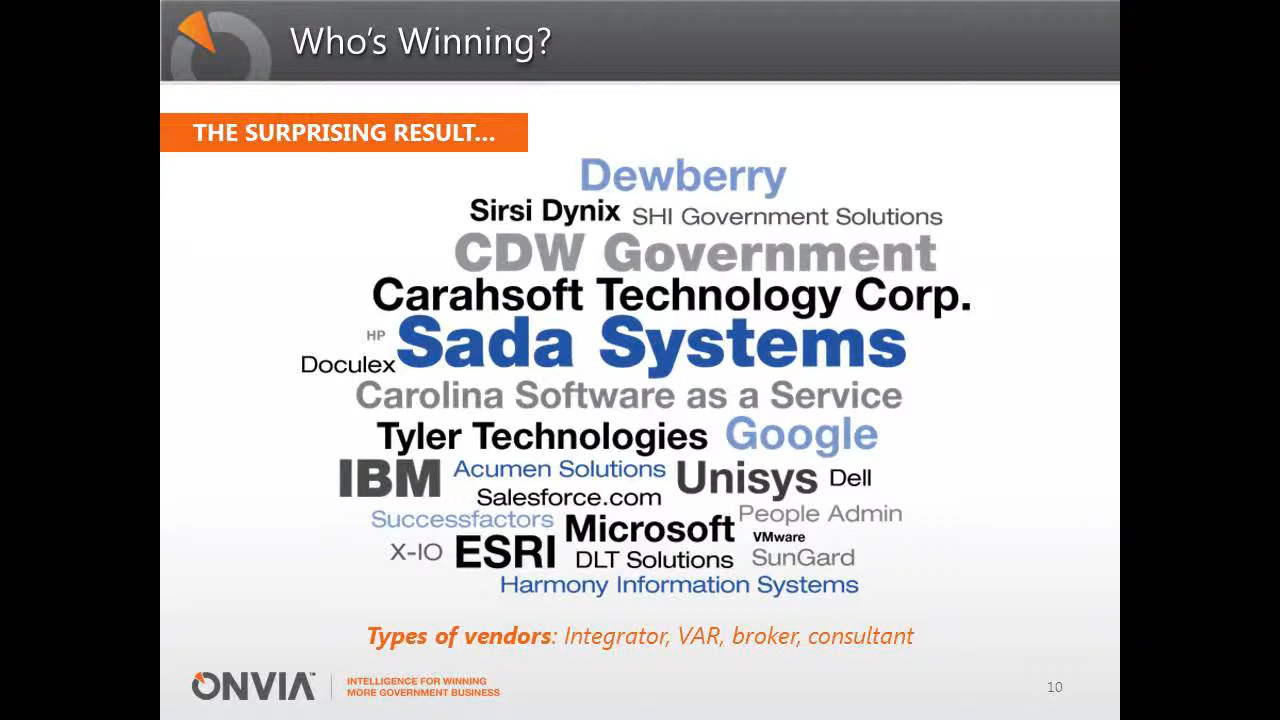 Who's Winning?
THE SURPRISING RESULT...
Dewberry
Sirsi Dynix SHI Government Solutions
CDW Government
Carahsoft Technology Corp.
HP Sada Systems
Doculex
Carolina Software as a Service
Tyler Technologies Google
IBM Acumen Solutions Unisys Dell
Salesforce.com
Successfactors Microsoft People Admin
VMware
X-IO ESRI DLT Solutions SunGard
Harmony Information Systems
Types of vendors: Integrator, VAR, broker, consultant
ONVIA™ INTELLIGENCE FOR WINNING
MORE GOVERNMENT BUSINESS
10